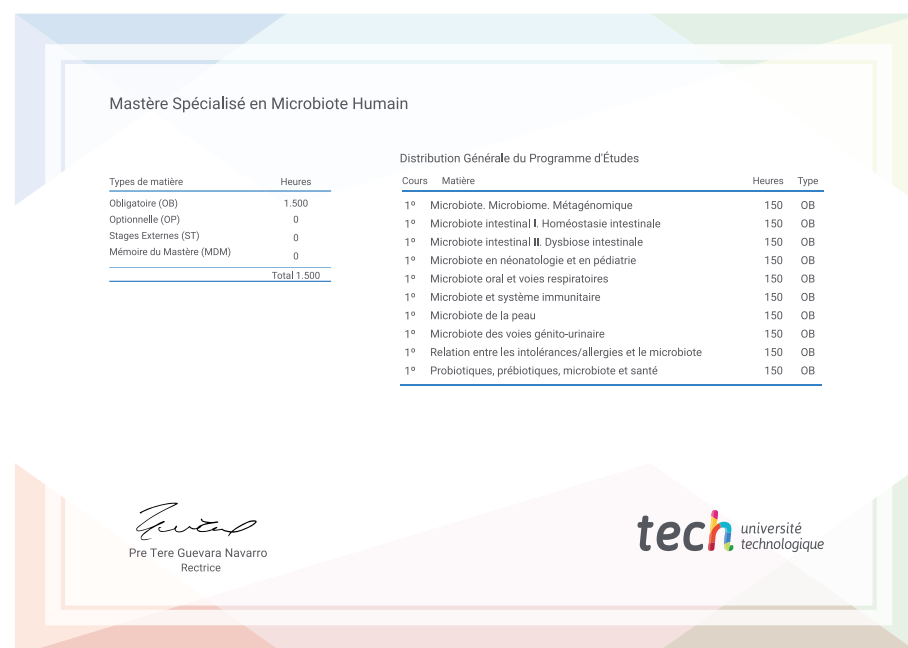 Mastère Spécialisé en Microbiote Humain
Types de matière Heures
Obligatoire (OB) 1.500
Optionnelle (OP) 0
Stages Externes (ST) 0
Mémoire du Mastère (MDM) 0
Total 1.500
Distribution Générale du Programme d'Études
Cours Matière Heures Type
1º Microbiote. Microbiome. Métagénomique 150 OB
1º Microbiote intestinal I. Homéostasie intestinale 150 OB
1º Microbiote intestinal II. Dysbiose intestinale 150 OB
1º Microbiote en néonatologie et en pédiatrie 150 OB
1º Microbiote oral et voies respiratoires 150 OB
1º Microbiote et système immunitaire 150 OB
1º Microbiote de la peau 150 OB
1º Microbiote des voies génito-urinaire 150 OB
1º Relation entre les intolérances/allergies et le microbiote 150 OB
1º Probiotiques, prébiotiques, microbiote et santé 150 OB
Pre Tere Guevara Navarro
Rectrice
tech université
technologique